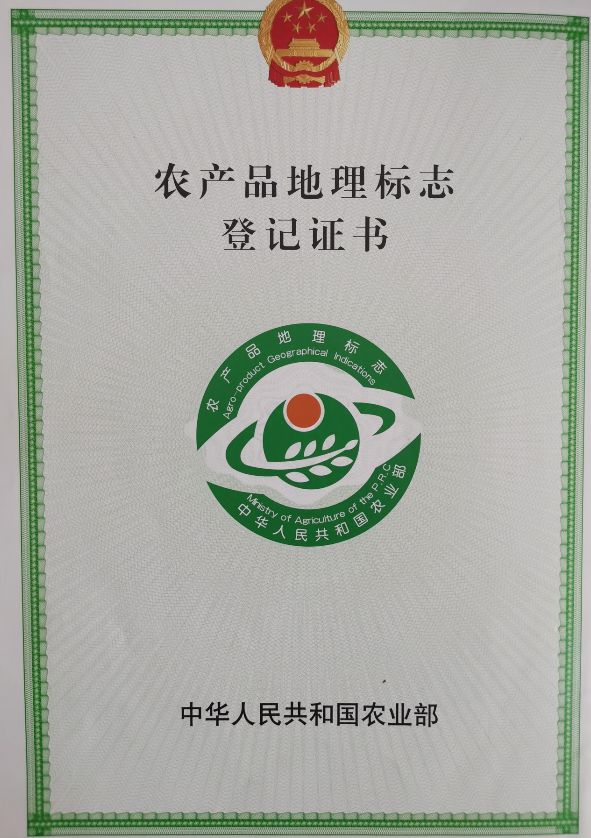 农产品地理标志
登记证书
农产品地理标志
Agro-product Geographical Indications
Ministry of Agriculture of the P.R.C
中华人民共和国农业部
中华人民共和国农业部